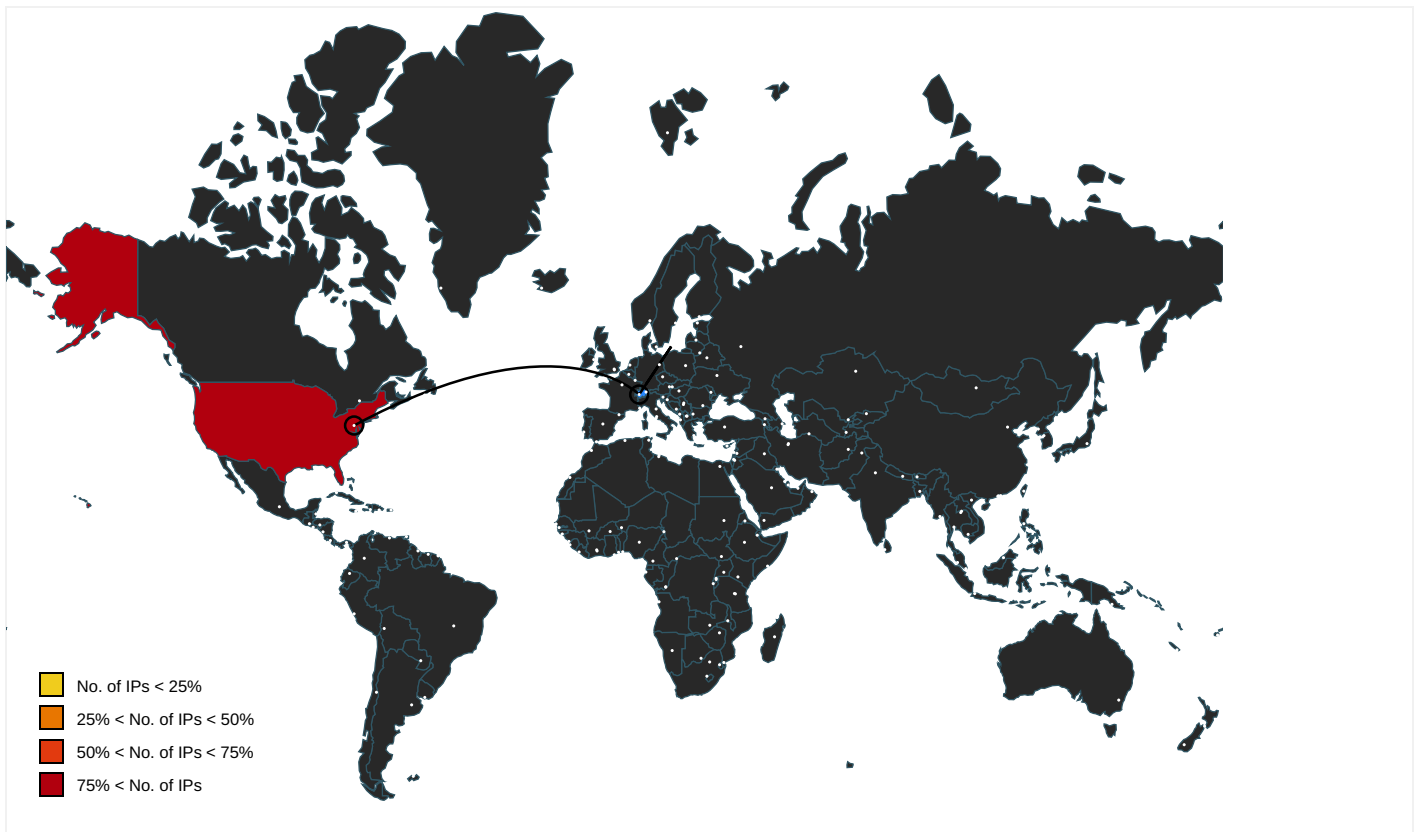 No. of IPs < 25%
25% < No. of IPs < 50%
50% < No. of IPs < 75%
75% < No. of IPs